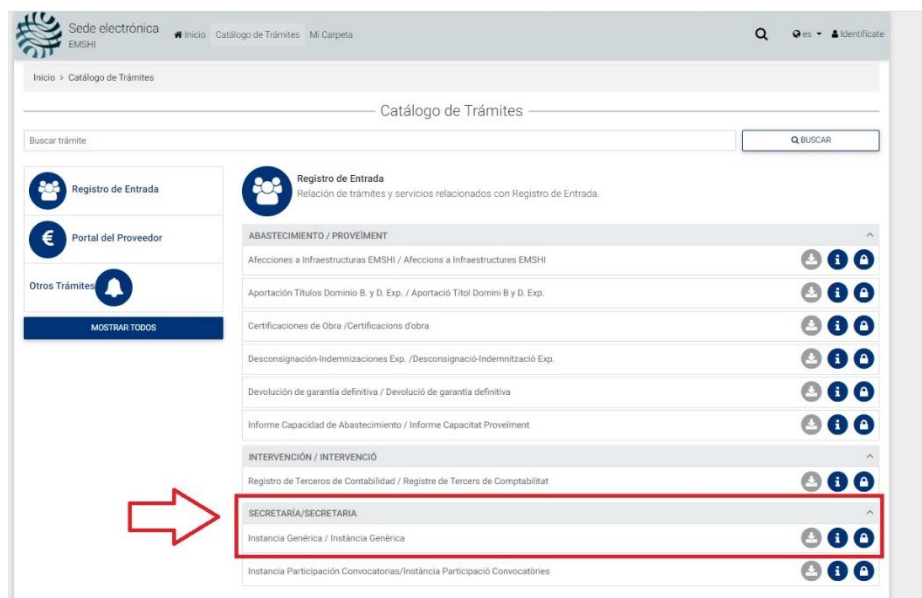 Sede electrónica
EMSHI
Inicio
Catálogo de Trámites
Mi Carpeta
es
Identifícate
Inicio > Catálogo de Trámites
Catálogo de Trámites
Buscar trámite
BUSCAR
Registro de Entrada
Portal del Proveedor
Otros Trámites
MOSTRAR TODOS
Registro de Entrada
Relación de trámites y servicios relacionados con Registro de Entrada.
ABASTECIMIENTO / PROVEÏMENT
Afecciones a Infraestructuras EMSHI / Afeccions a Infraestructures EMSHI
Aportación Títulos Dominio B. y D. Exp. / Aportació Titol Domini B y D. Exp.
Certificaciones de Obra /Certificacions d'obra
Desconsignación-Indemnizaciones Exp. /Desconsignació-Indemnització Exp.
Devolución de garantía definitiva / Devolució de garantía definitiva
Informe Capacidad de Abastecimiento / Informe Capacitat Proveïment
INTERVENCIÓN / INTERVENCIÓ
Registro de Terceros de Contabilidad / Registre de Tercers de Comptabilitat
SECRETARÍA/SECRETARIA
Instancia Genérica / Instància Genèrica
Instancia Participación Convocatorias/Instància Participació Convocatòries